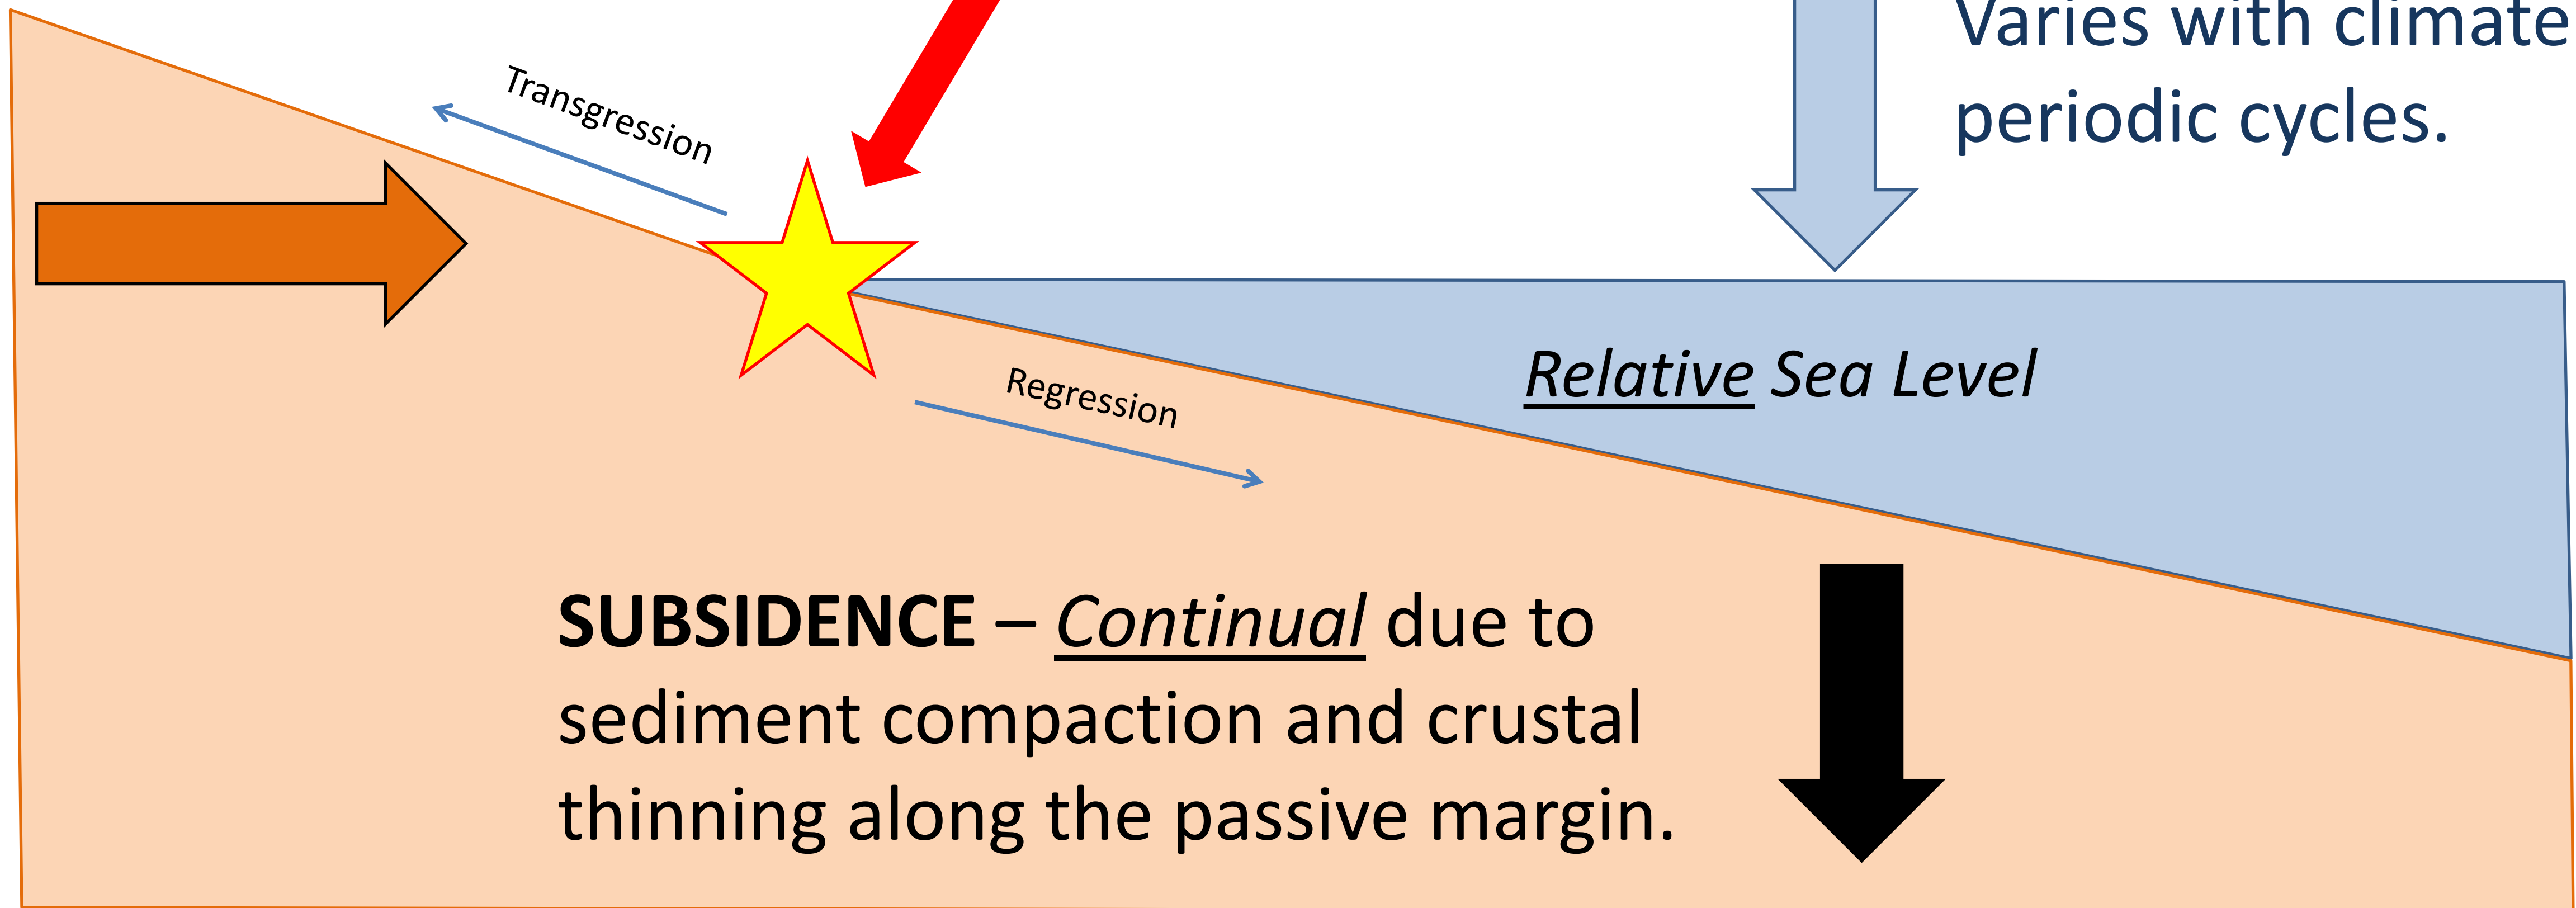 Varies with climate
periodic cycles.
Transgression
Relative Sea Level
Regression
SUBSIDENCE – Continual due to
sediment compaction and crustal
thinning along the passive margin.